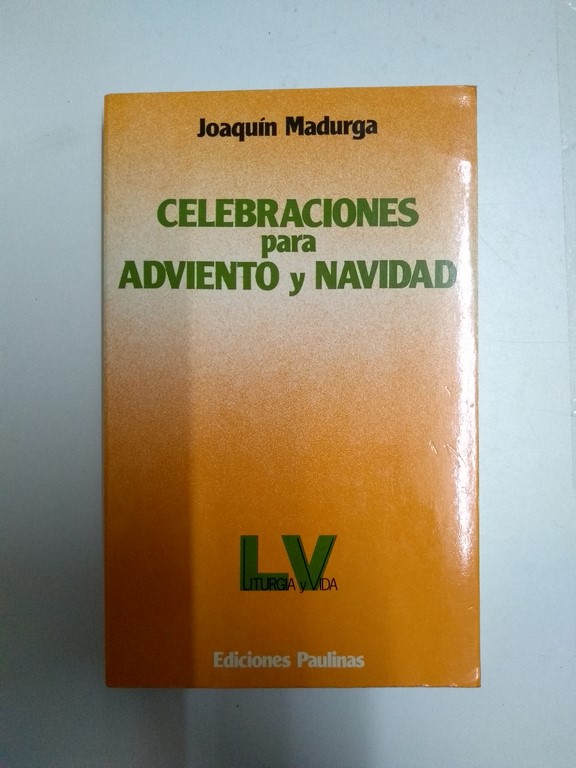 Joaquín Madurga
CELEBRACIONES
para
ADVIENTO y NAVIDAD
LV
LITURGIA y VIDA
Ediciones Paulinas